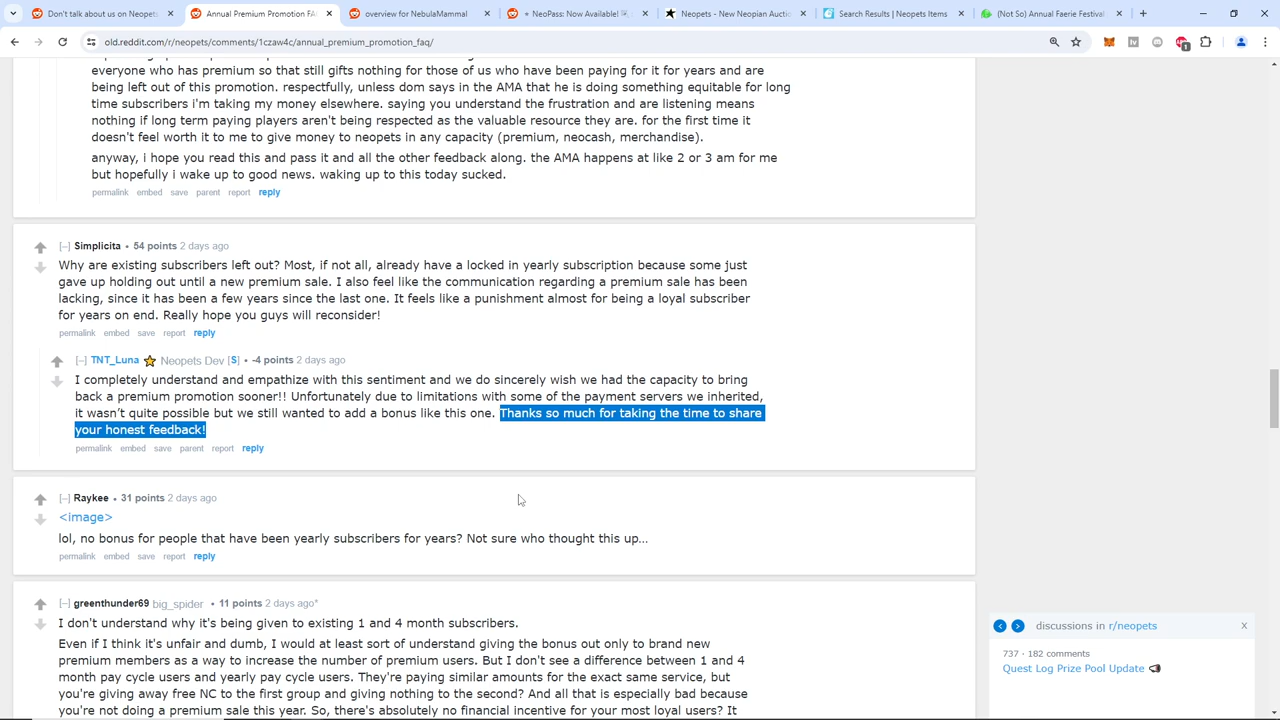 Don't talk about us on Neopets
Annual Premium Promotion FA
overview for NebulaMammal
NeoPass: Now Available!
Neopets - New Neopian Auctio
Search Results | Neopets Items
(Not So) Annual Faerie Festival
old.reddit.com/r/neopets/comments/1czaw4c/annual_premium_promotion_faq/
everyone who has premium so that still gifts nothing for those of us who have been paying for it for years and are
being left out of this promotion. respectfully, unless dom says in the AMA that he is doing something equitable for long
time subscribers i'm taking my money elsewhere. saying you understand the frustration and are listening means
nothing if long term paying players aren't being respected as the valuable resource they are. for the first time it
doesn't feel worth it to me to give money to neopets in any capacity (premium, neocash, merchandise).
anyway, i hope you read this and pass it and all the other feedback along. the AMA happens at like 2 or 3 am for me
but hopefully i wake up to good news. waking up to this today sucked.
permalink embed save parent report reply
[–] Simplicita • 54 points 2 days ago
Why are existing subscribers left out? Most, if not all, already have a locked in yearly subscription because some just
gave up holding out until a new premium sale. I also feel like the communication regarding a premium sale has been
lacking, since it has been a few years since the last one. It feels like a punishment almost for being a loyal subscriber
for years on end. Really hope you guys will reconsider!
permalink embed save report reply
[–] TNT_Luna Neopets Dev [S] • -4 points 2 days ago
I completely understand and empathize with this sentiment and we do sincerely wish we had the capacity to bring
back a premium promotion sooner!! Unfortunately due to limitations with some of the payment servers we inherited,
it wasn't quite possible but we still wanted to add a bonus like this one. Thanks so much for taking the time to share
your honest feedback!
permalink embed save parent report reply
[–] Raykee • 31 points 2 days ago
<image>
lol, no bonus for people that have been yearly subscribers for years? Not sure who thought this up...
permalink embed save report reply
[–] greenthunder69 big_spider • 11 points 2 days ago*
I don't understand why it's being given to existing 1 and 4 month subscribers.
Even if I think it's unfair and dumb, I would at least sort of understand giving the bonus out only to brand new
premium members as a way to increase the number of premium users. But I don't see a difference between 1 and 4
month pay cycle users and yearly pay cycle users. They're paying similar amounts for the exact same service, but
you're giving away free NC to the first group and giving nothing to the second? And all that is especially bad because
you're not doing a premium sale this year. So, there's absolutely no financial incentive for your most loyal users? It
discussions in r/neopets X
737 · 182 comments
Quest Log Prize Pool Update